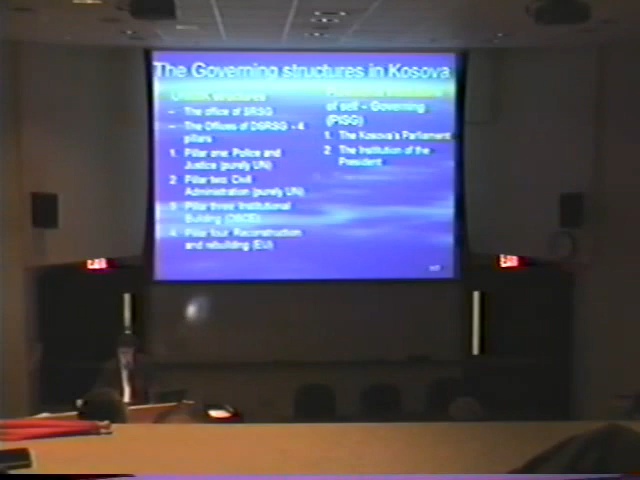 The Governing structures in Kosova
structures
– The office of SRSG
– The Offices of DSRSG - 4
pillars
1. Pillar one: Police and
Justice (purely UN)
2. Pillar two: Civil
Administration (purely UN)
3. Pillar three: Institutional
Building (OSCE)
4. Pillar four: Reconstruction
and rebuilding (EU)
of self - Governing
(PISG)
1. The Kosova's Parliament
2. The Institution of the
President
EXIT
EXIT